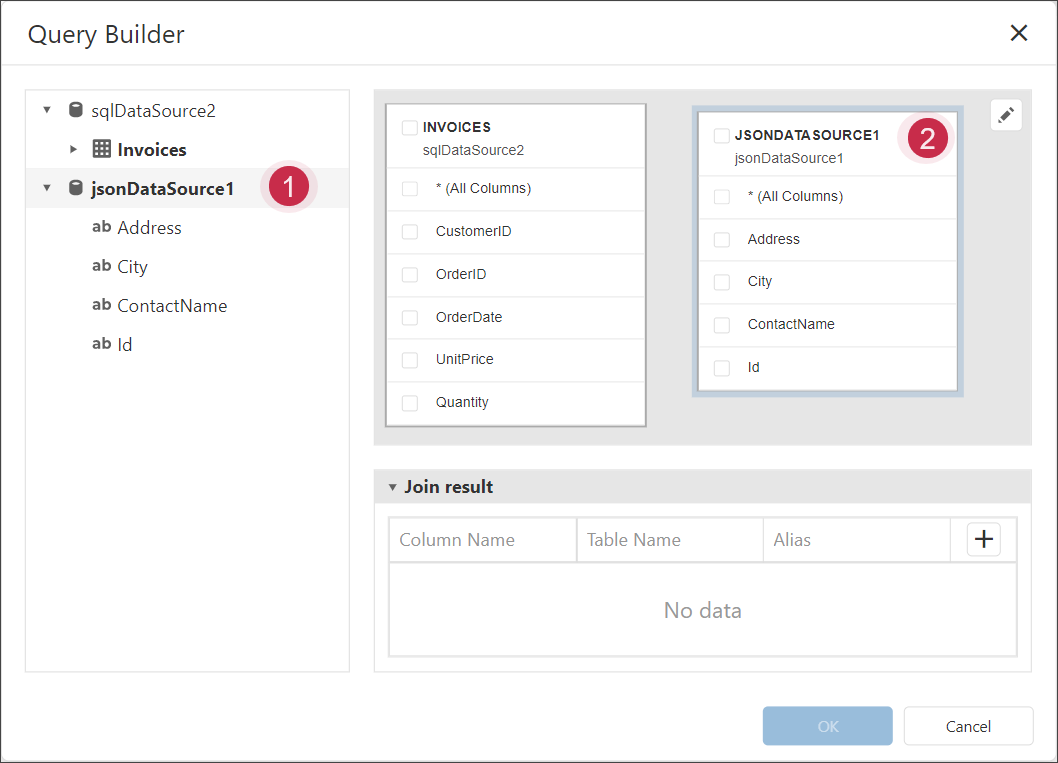 Query Builder
sqlDataSource2
Invoices
jsonDataSource1
1
ab Address
ab City
ab ContactName
ab Id
INVOICES
sqlDataSource2
* (All Columns)
CustomerID
OrderID
OrderDate
UnitPrice
Quantity
JSONDATASOURCE1
2
jsonDataSource1
* (All Columns)
Address
City
ContactName
Id
Join result
Column Name Table Name Alias
No data
OK Cancel